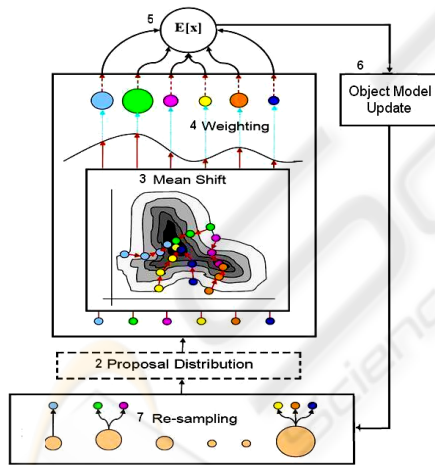 5
E[x]
6
Object Model
Update
4 Weighting
3 Mean Shift
2 Proposal Distribution
7 Re-sampling